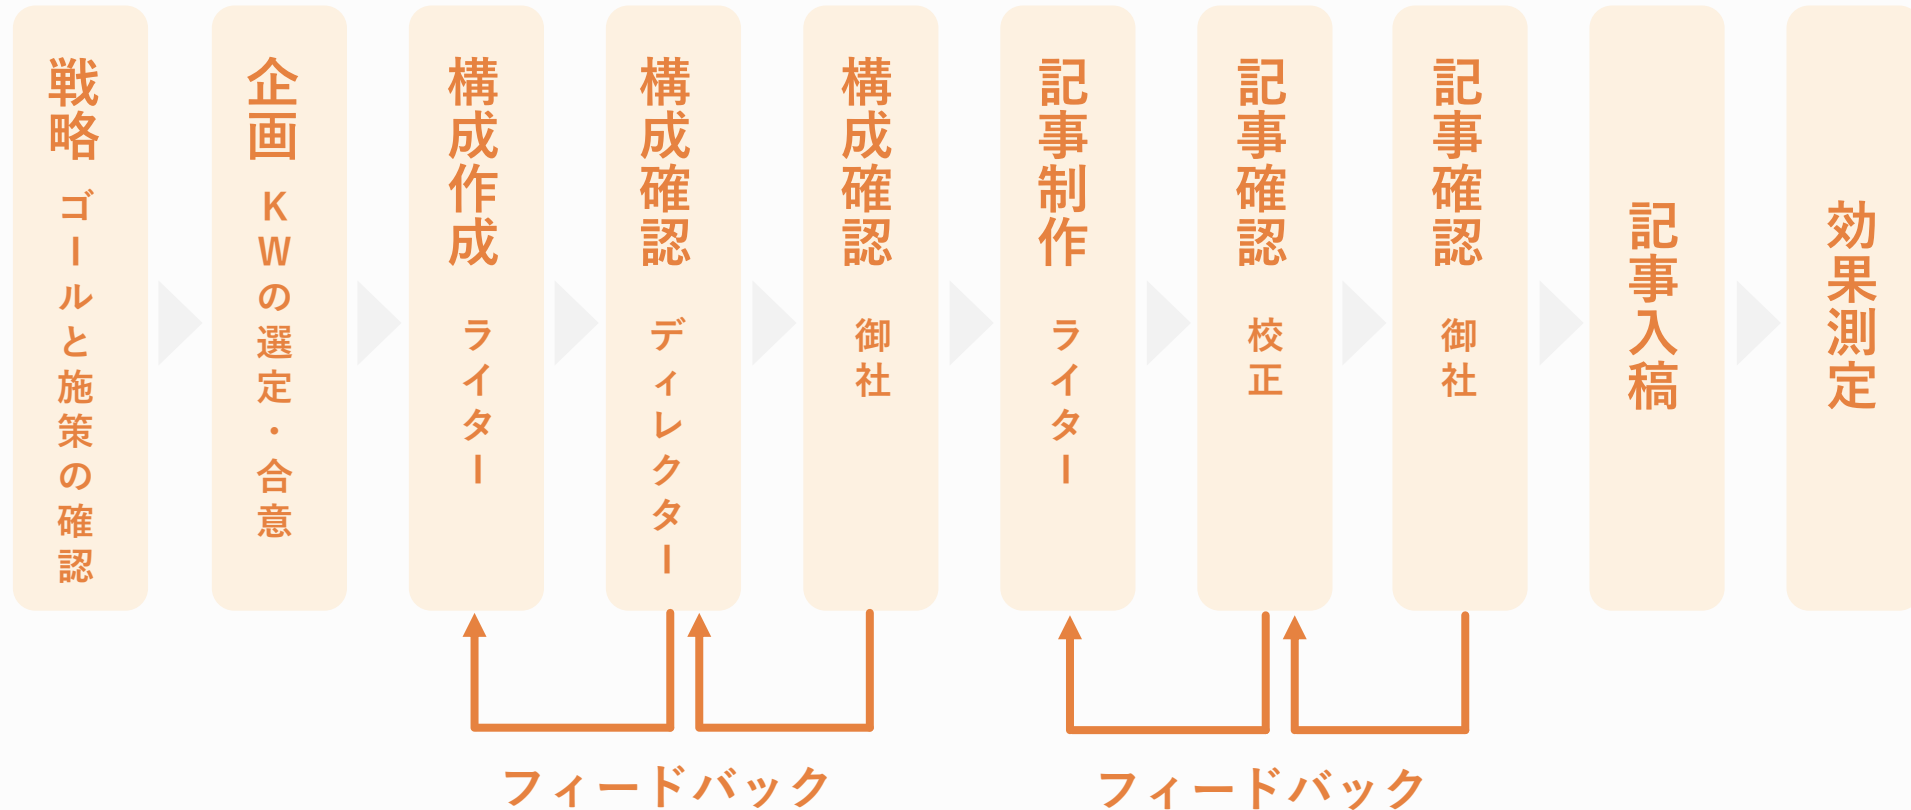 戦略 ゴールと施策の確認
企画 KWの選定・合意
構成作成 ライター
構成確認 ディレクター
構成確認 御社
記事制作 ライター
記事確認 校正
記事確認 御社
記事入稿
効果測定
フィードバック
フィードバック